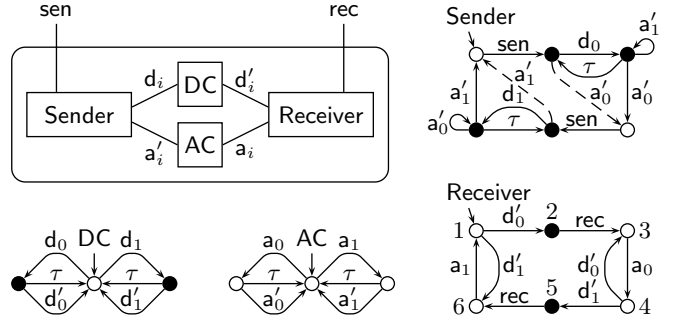 sen
rec
d_i
DC
d'_i
Sender
Receiver
a'_i
AC
a_i
Sender
sen
d_0
a'_1
τ
a'_1
a'_0
a'_0
a'_1
d_1
a'_0
τ
sen
d_0
DC
d_1
τ
τ
d'_0
d'_1
a_0
AC
a_1
τ
τ
a'_0
a'_1
Receiver
1
d'_0
2
rec
3
a_1
d'_1
d'_0
a_0
6
rec
5
d'_1
4